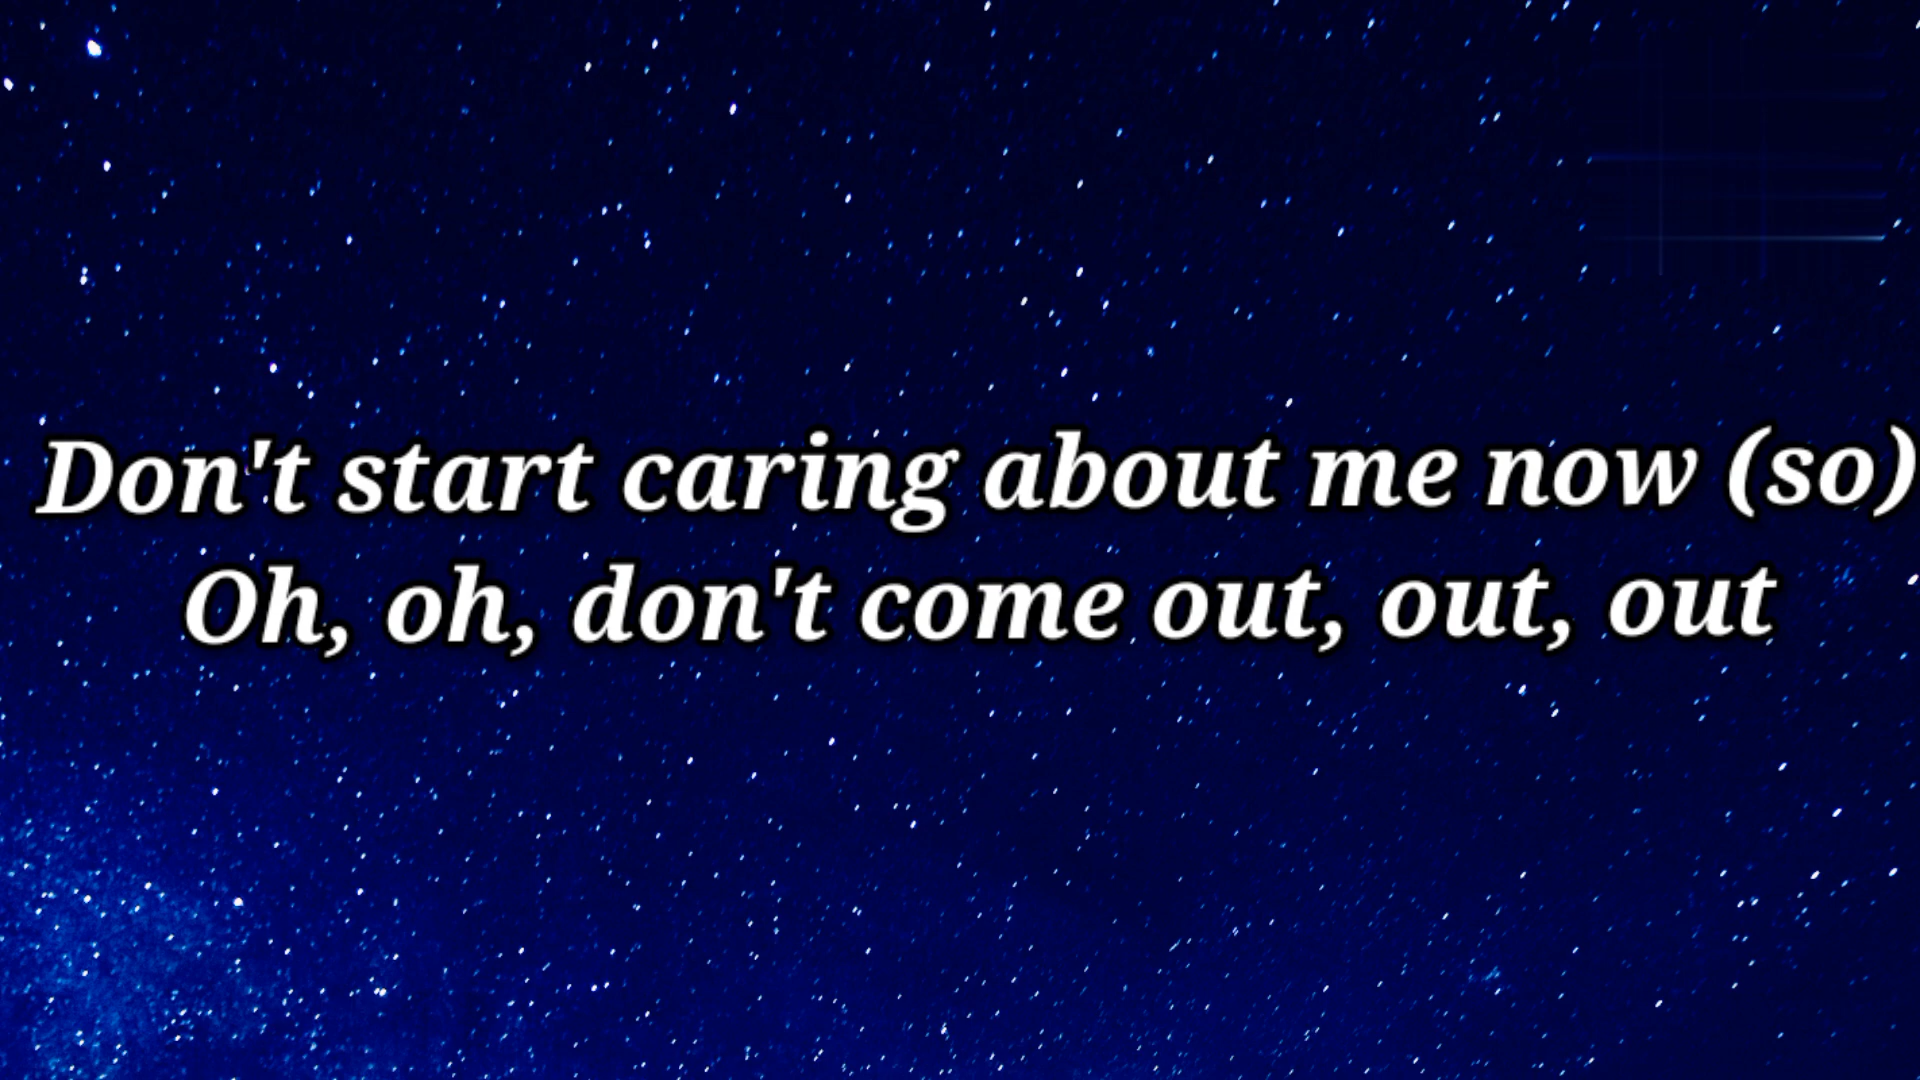 Don't start caring about me now (so)
Oh, oh, don't come out, out, out